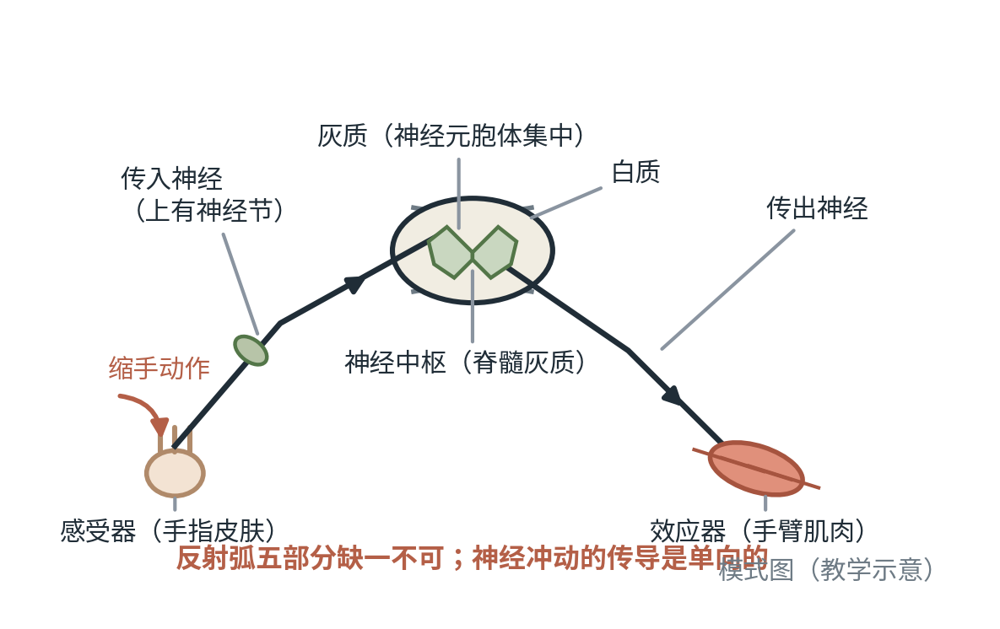 灰质（神经元胞体集中）
白质
传入神经
（上有神经节）
传出神经
神经中枢（脊髓灰质）
缩手动作
感受器（手指皮肤）
效应器（手臂肌肉）
反射弧五部分缺一不可；神经冲动的传导是单向的
模式图（教学示意）